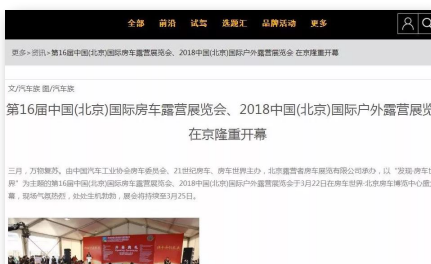 全部 前沿 试驾 选题汇 品牌活动 更多
更多>资讯>第16届中国(北京)国际房车露营展览会、2018中国(北京)国际户外露营展览会 在京隆重开幕
文/汽车族 图/汽车族
第16届中国(北京)国际房车露营展览会、2018中国(北京)国际户外露营展览
在京隆重开幕
三月，万物复苏。由中国汽车工业协会房车委员会、21世纪房车、房车世界主办，北京露营者房车展览有限公司承办，以“发现·房车
界”为主题的第16届中国(北京)国际房车露营展览会、2018中国(北京)国际户外露营展览会于3月22日在房车世界·北京房车博览中心
幕，现场气氛热烈，处处生机勃勃，展会将持续至3月25日。